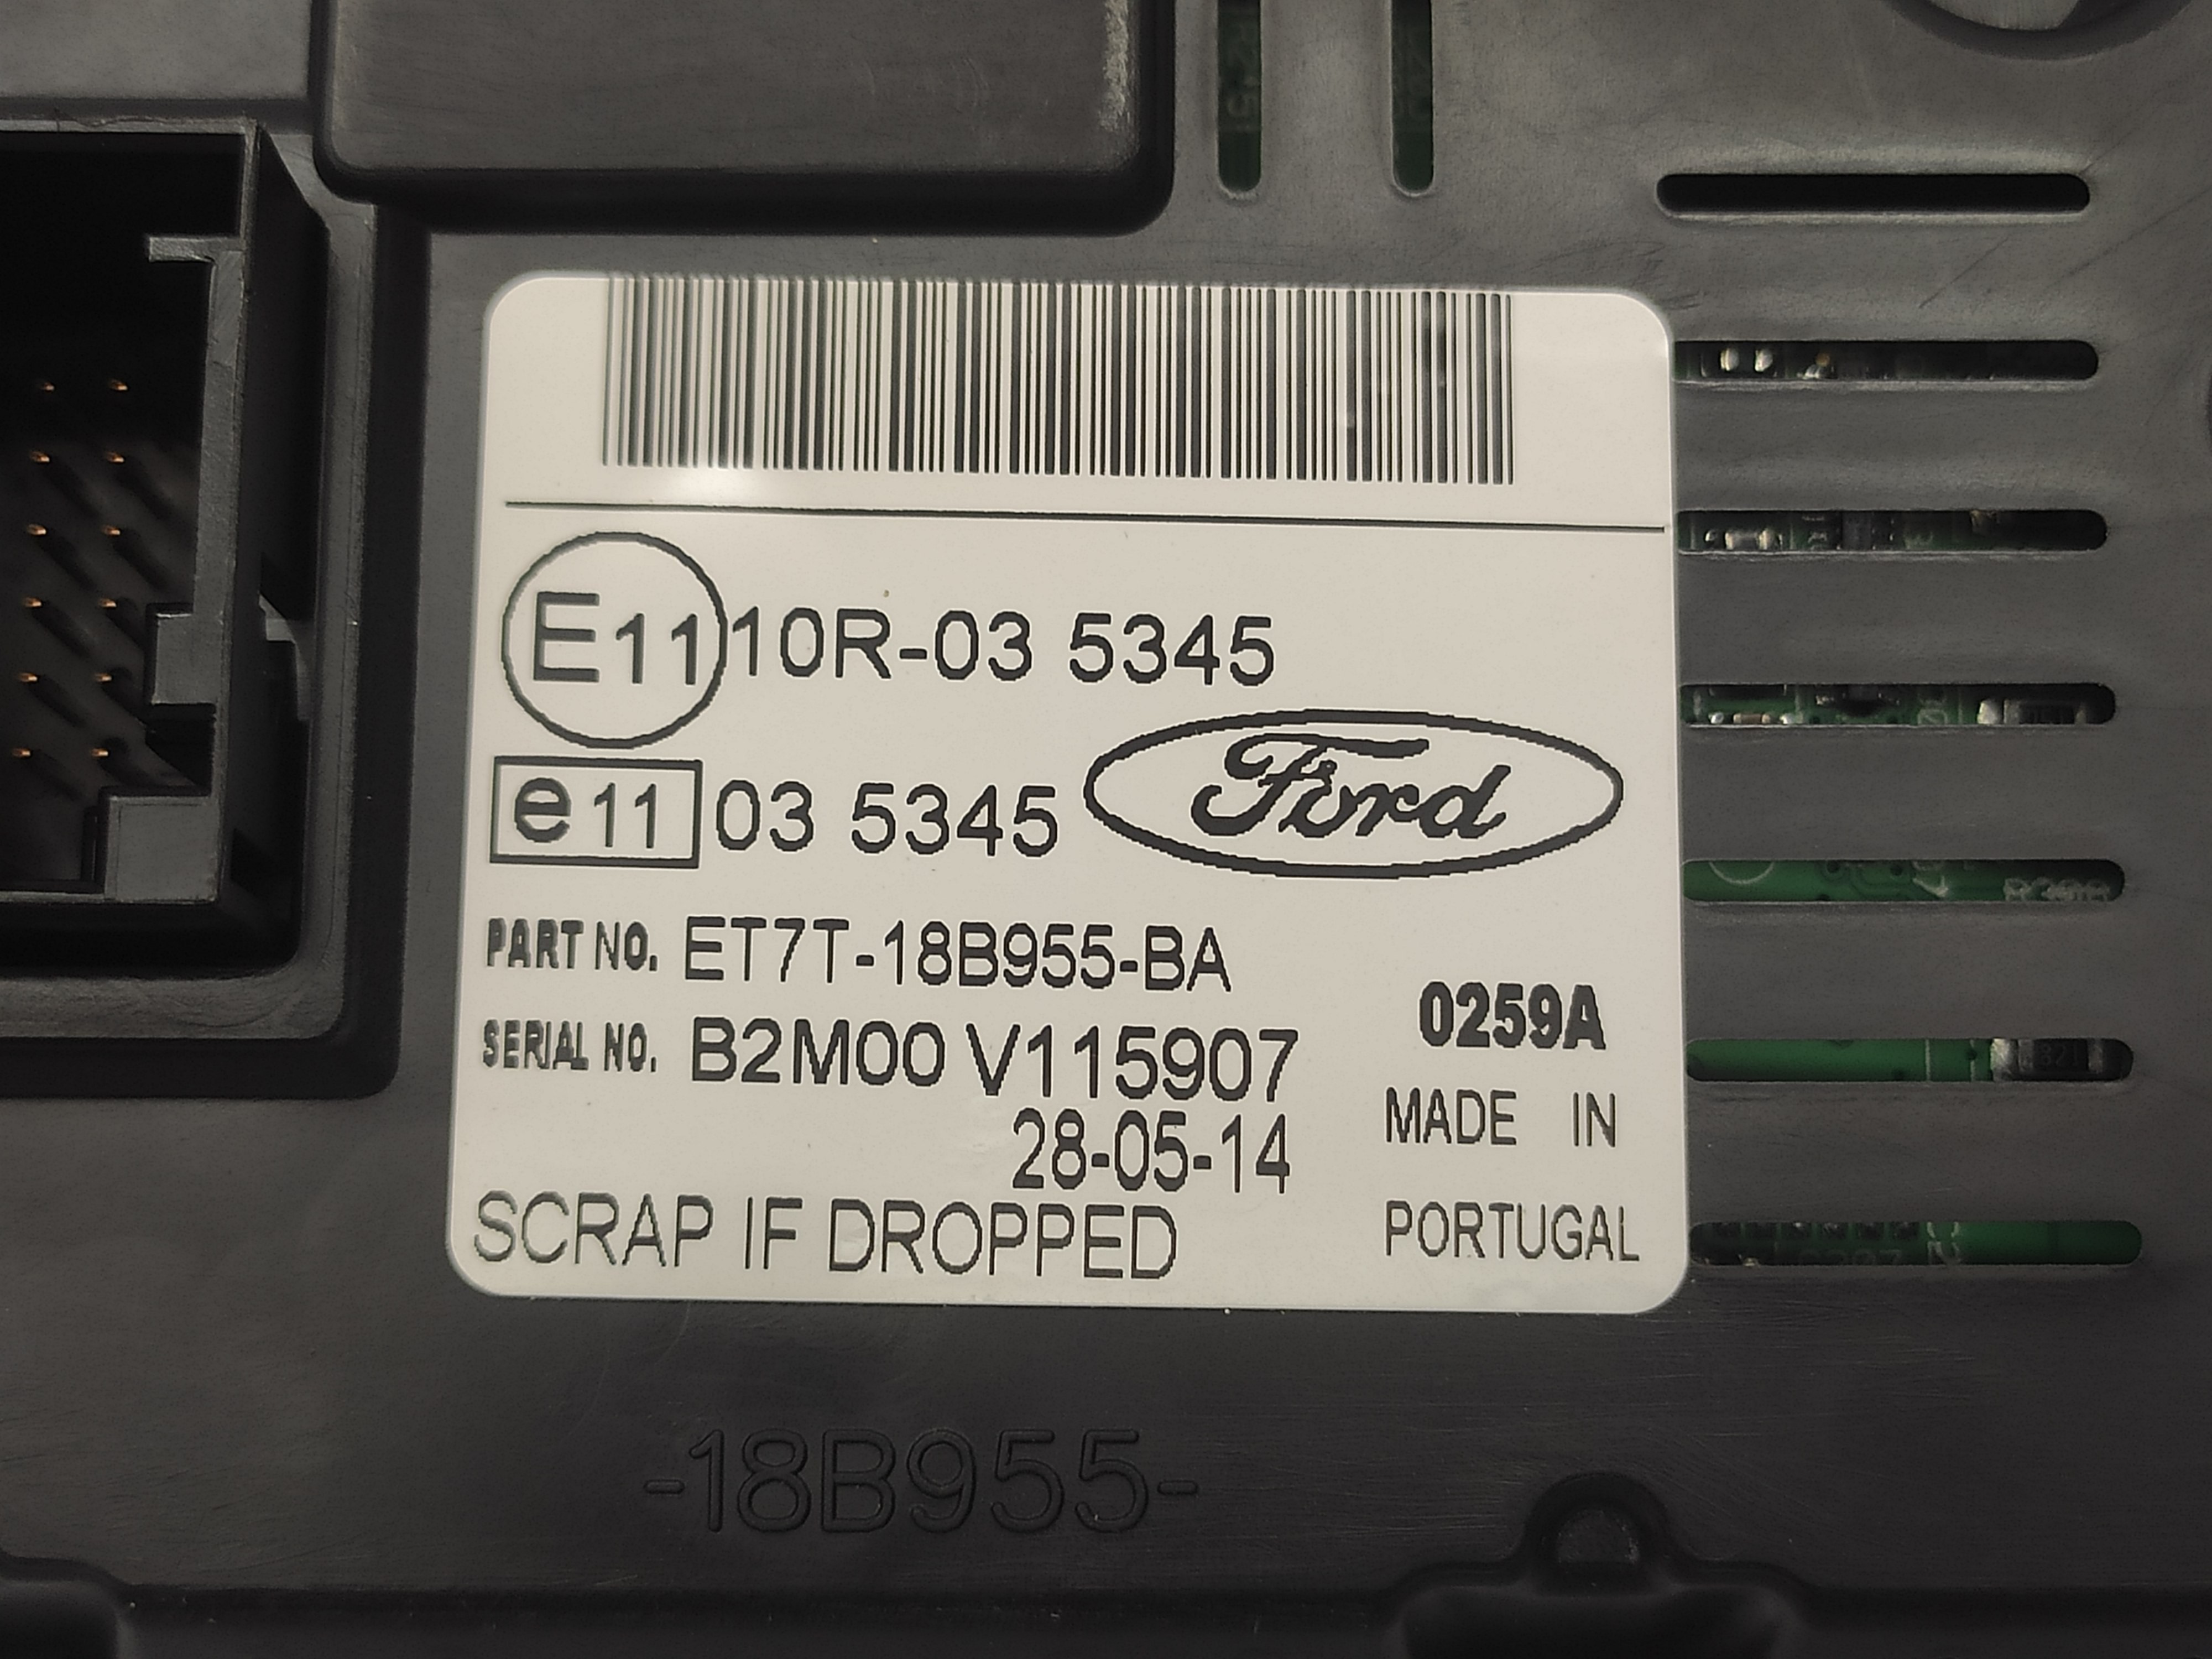 E11 10R-03 5345
e11 03 5345 Ford
PART NO. ET7T-18B955-BA
0259A
SERIAL NO. B2M00 V115907
MADE IN
28-05-14
SCRAP IF DROPPED
PORTUGAL
-18B955-